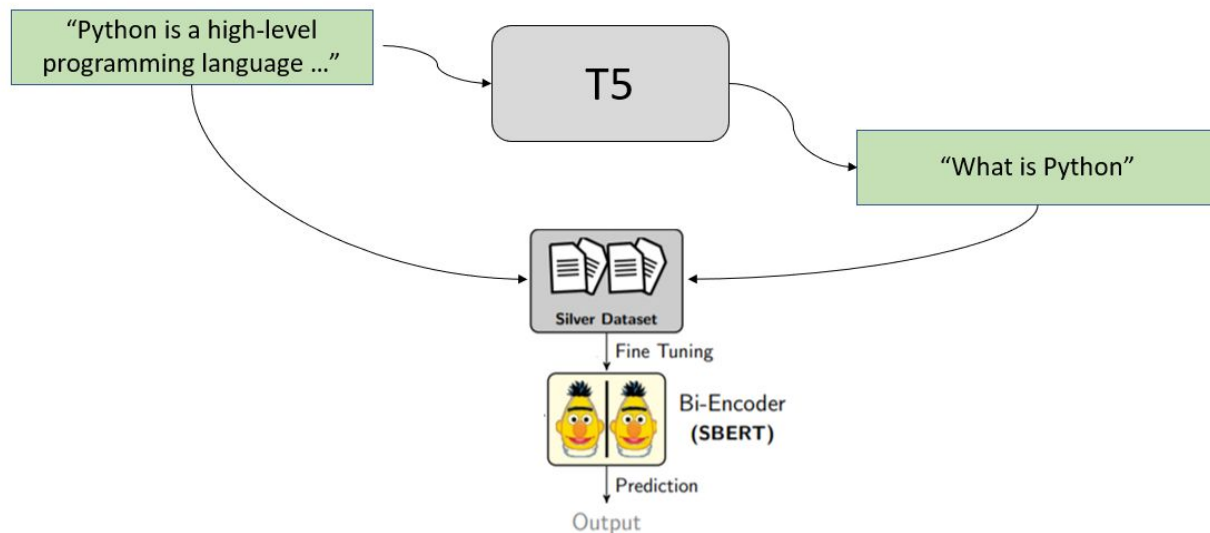 “Python is a high-level
programming language ...”
T5
“What is Python”
Silver Dataset
Fine Tuning
Bi-Encoder
(SBERT)
Prediction
Output